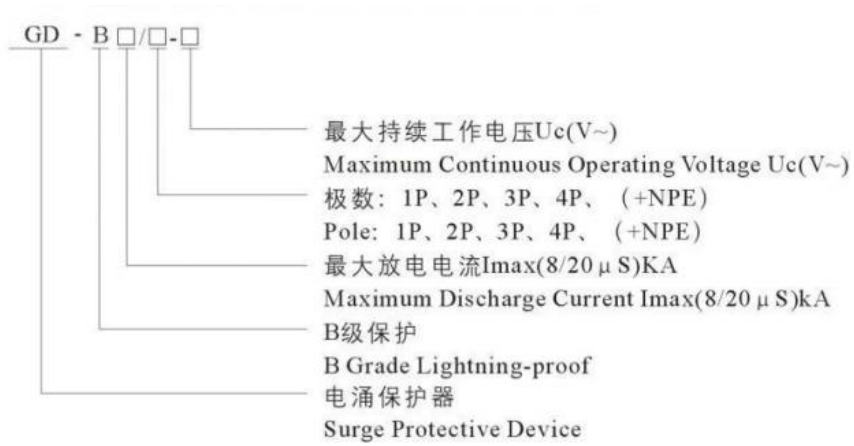 GD - B □/□-□
最大持续工作电压Uc(V~)
Maximum Continuous Operating Voltage Uc(V~)
极数：1P、2P、3P、4P、（+NPE）
Pole：1P、2P、3P、4P、（+NPE）
最大放电电流Imax(8/20 μ S)KA
Maximum Discharge Current Imax(8/20 μ S)kA
B级保护
B Grade Lightning-proof
电涌保护器
Surge Protective Device